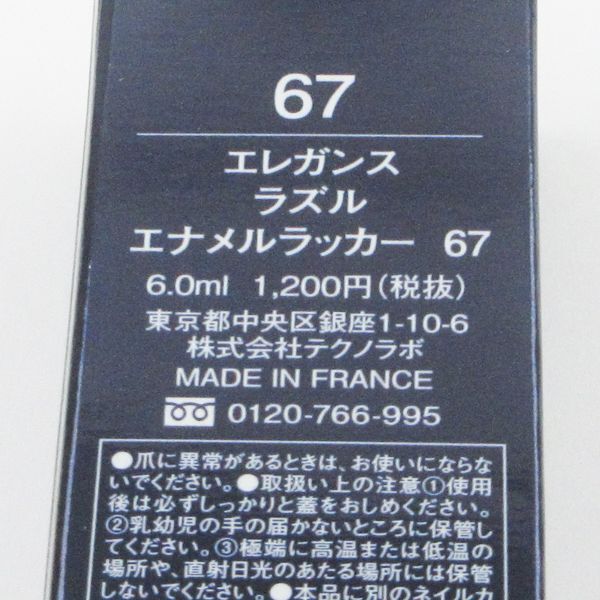 67
エレガンス
ラズル
エナメルラッカー 67
6.0ml 1,200円(税抜)
東京都中央区銀座1-10-6
株式会社テクノラボ
MADE IN FRANCE
0120-766-995
●爪に異常があるときは、お使いにならな
いでください。●取扱い上の注意①使用
後は必ずしっかりと蓋をおしめください。
②乳幼児の手の届かないところに保管し
てください。③極端に高温または低温の
場所や、直射日光のあたる場所には保管
しないでください。●本品に別のネイルカ